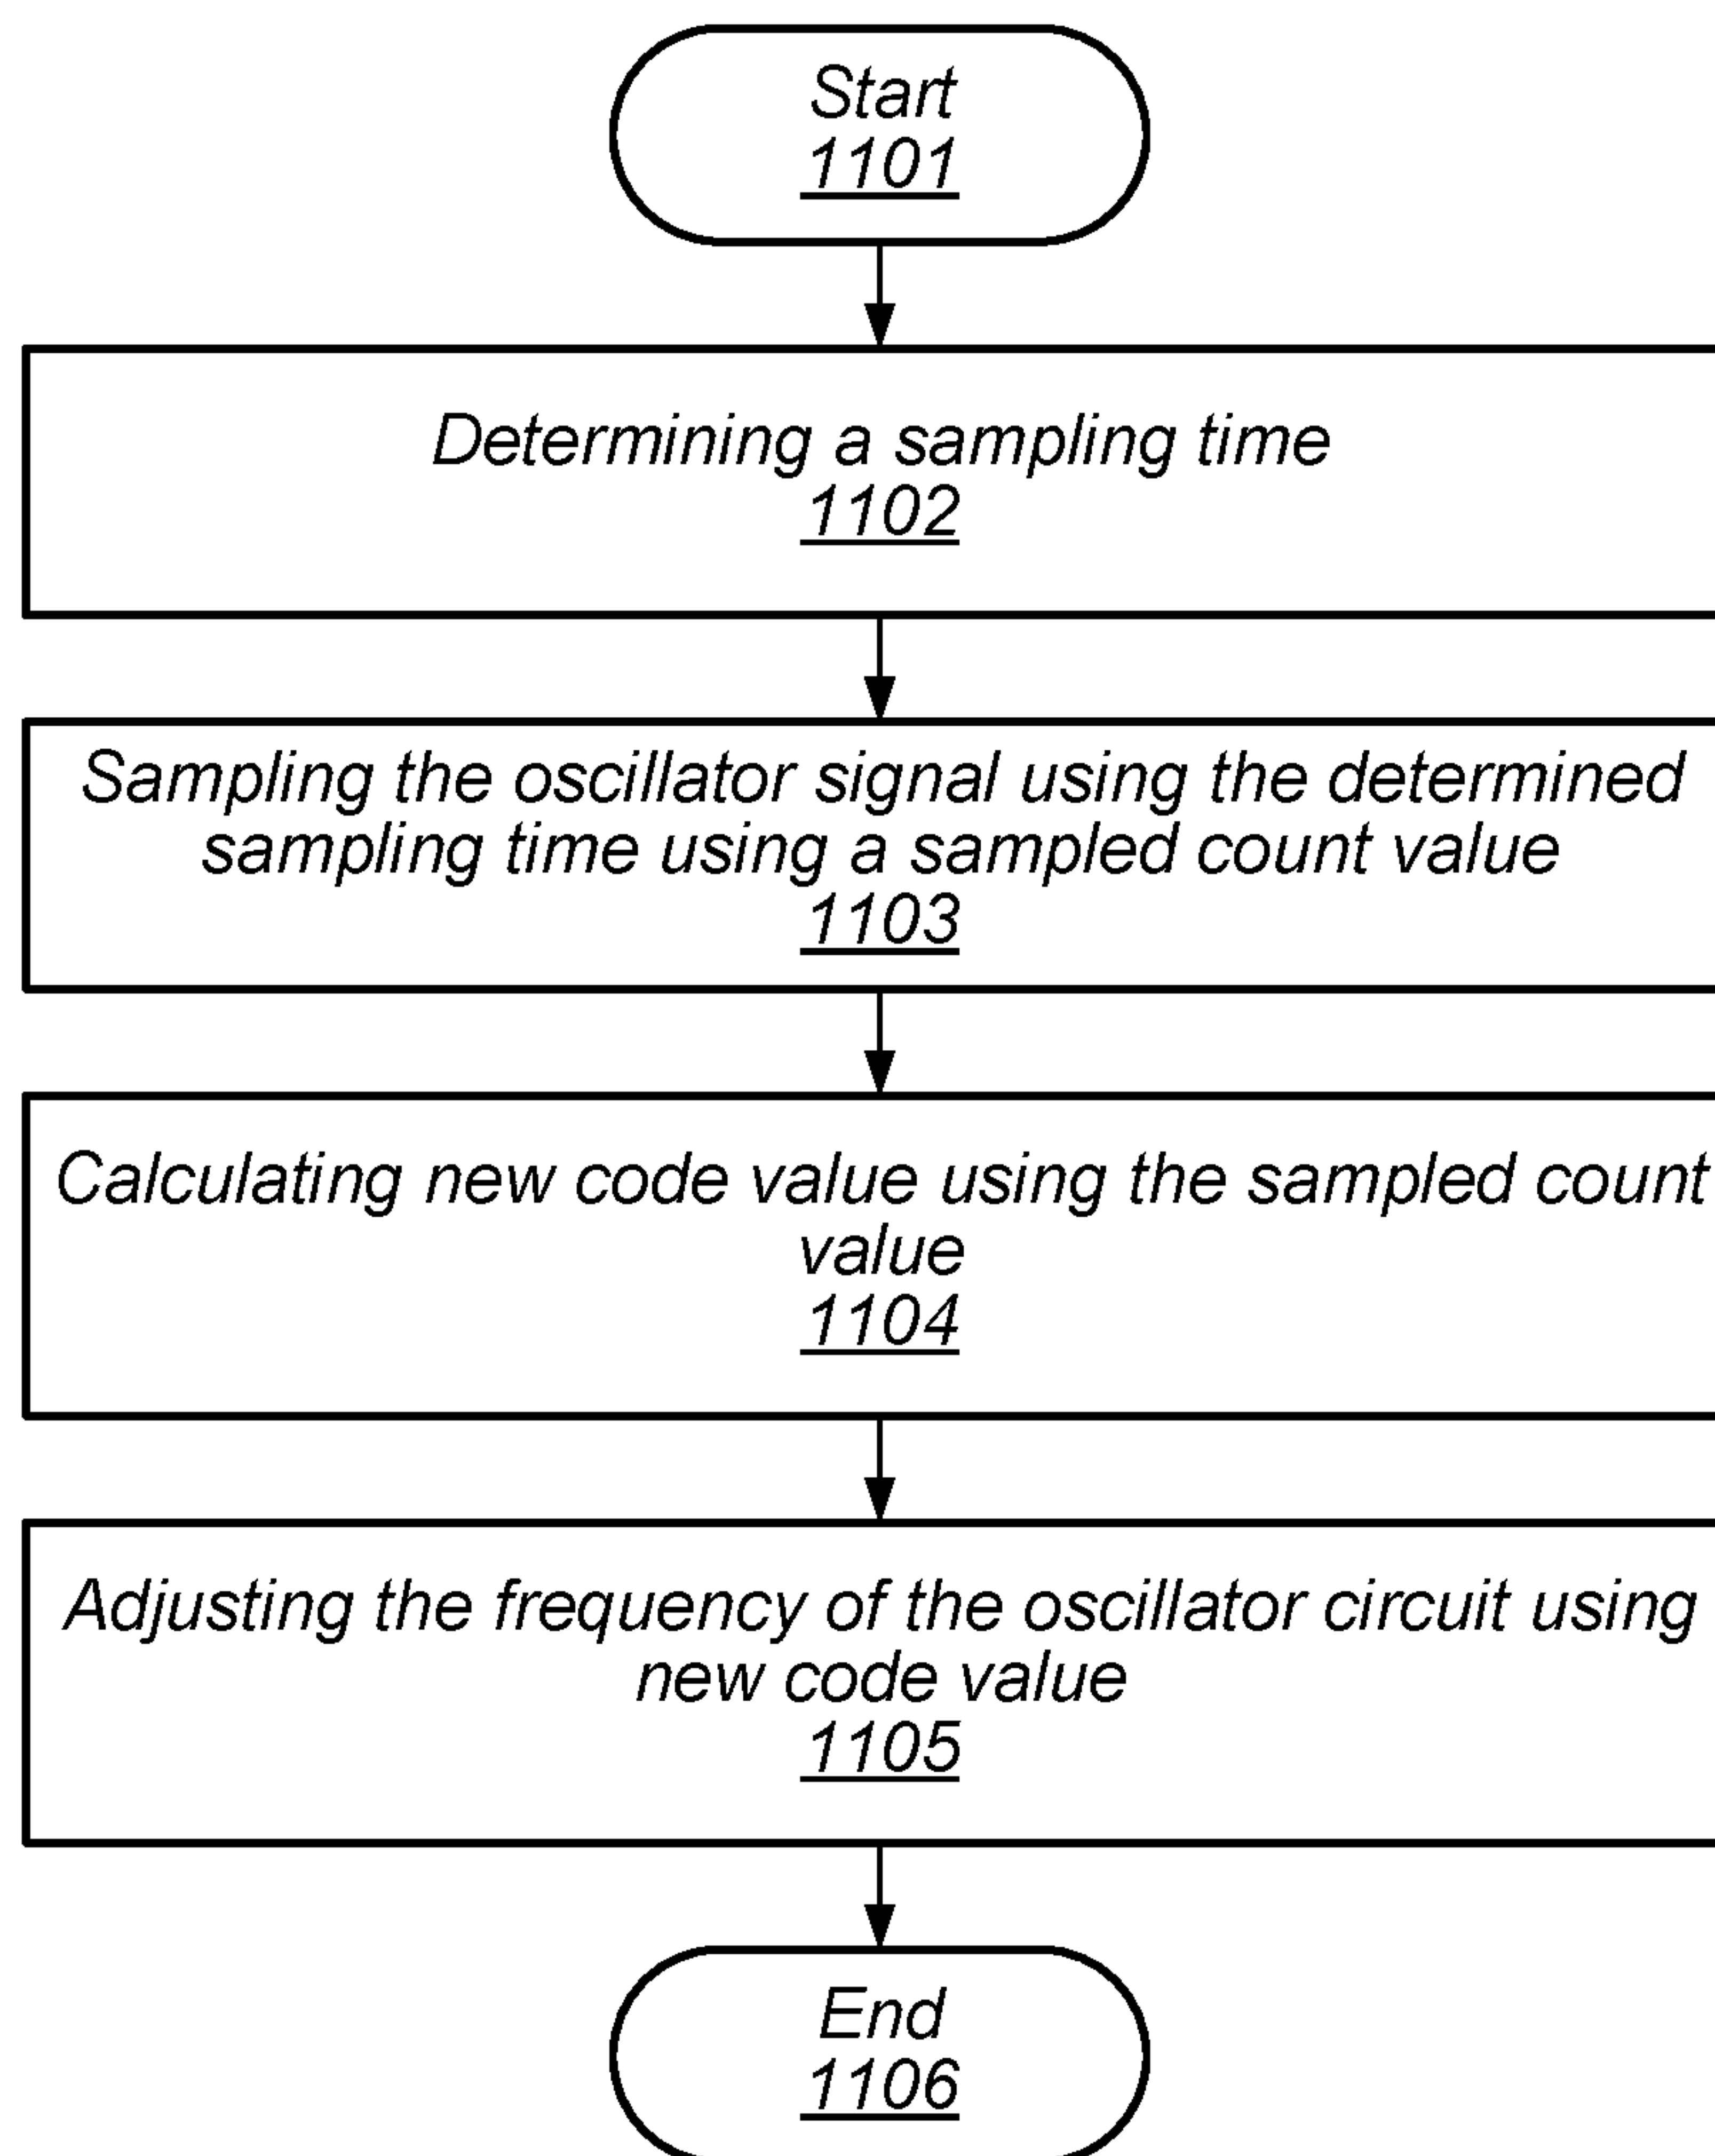 Start
1101
Determining a sampling time
1102
Sampling the oscillator signal using the determined
sampling time using a sampled count value
1103
Calculating new code value using the sampled count
value
1104
Adjusting the frequency of the oscillator circuit using
new code value
1105
End
1106